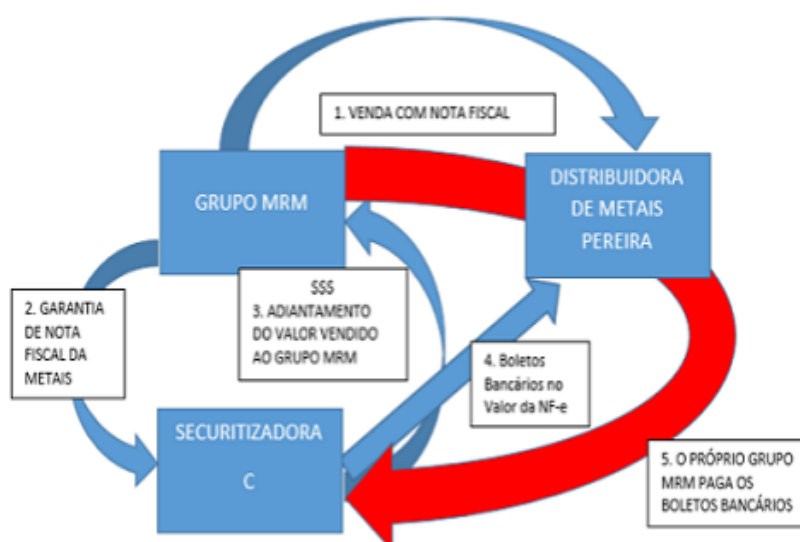 1. VENDA COM NOTA FISCAL
GRUPO MRM
DISTRIBUIDORA
DE METAIS
PEREIRA
2. GARANTIA
DE NOTA
FISCAL DA
METAIS
SSS
3. ADIANTAMENTO
DO VALOR VENDIDO
AO GRUPO MRM
4. Boletos
Bancários no
Valor da NF-e
SECURITIZADORA
C
5. O PRÓPRIO GRUPO
MRM PAGA OS
BOLETOS BANCÁRIOS